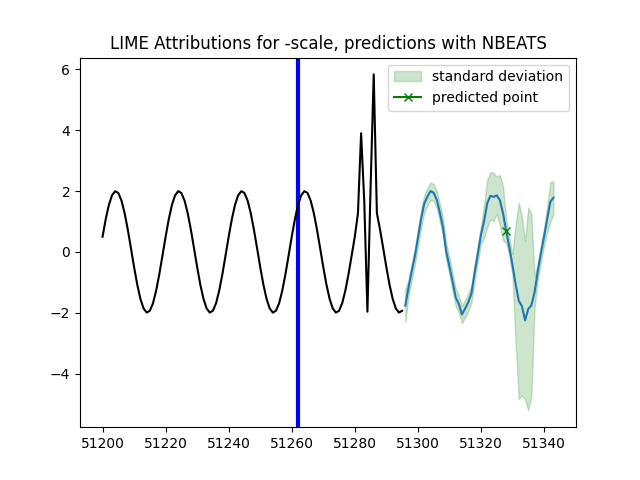 LIME Attributions for -scale, predictions with NBEATS
standard deviation
predicted point
6
4
2
0
−2
−4
51200 51220 51240 51260 51280 51300 51320 51340